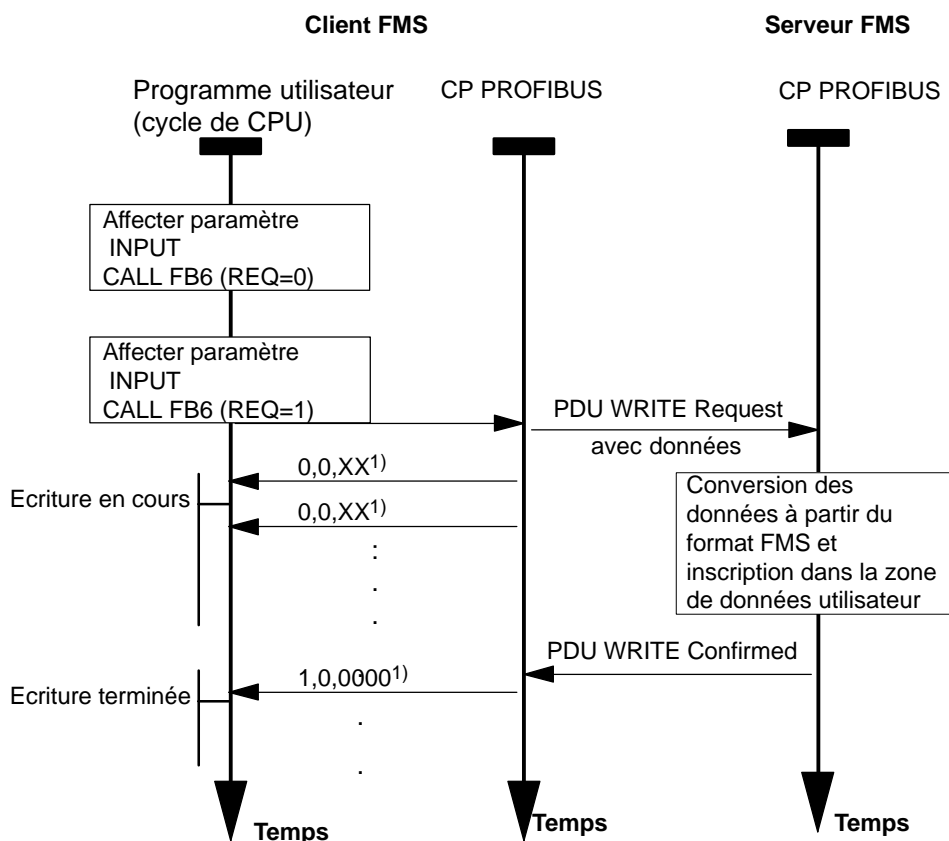 Client FMS
Serveur FMS
Programme utilisateur
(cycle de CPU)
CP PROFIBUS
CP PROFIBUS
Affecter paramètre
INPUT
CALL FB6 (REQ=0)
Affecter paramètre
INPUT
CALL FB6 (REQ=1)
PDU WRITE Request
avec données
0,0,XX1)
Ecriture en cours
0,0,XX1)
Conversion des
données à partir du
format FMS et
inscription dans la zone
de données utilisateur
PDU WRITE Confirmed
1,0,00001)
Ecriture terminée
Temps
Temps
Temps